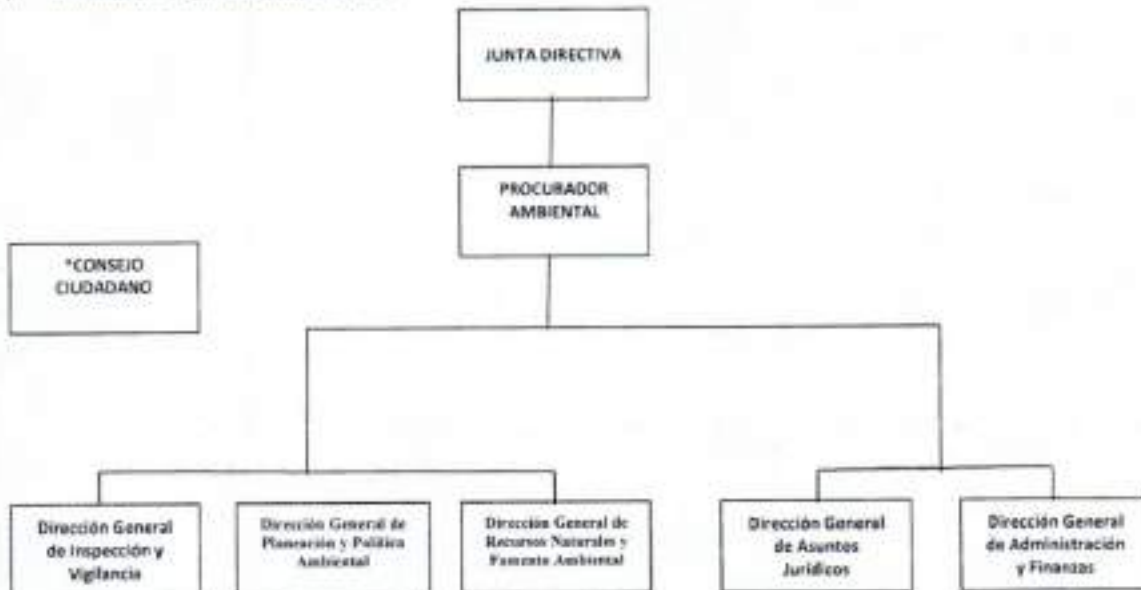 JUNTA DIRECTIVA
PROCURADOR
AMBIENTAL
*CONSEJO
CIUDADANO
Dirección General
de Inspección y
Vigilancia
Dirección General de
Planeación y Política
Ambiental
Dirección General de
Recursos Naturales y
Fomento Ambiental
Dirección General
de Asuntos
Jurídicos
Dirección General
de Administración
y Finanzas